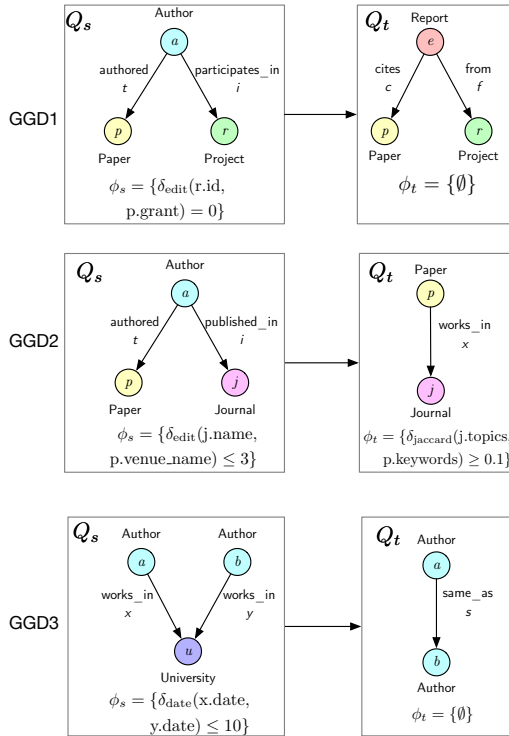 Q_s
Author
a
authored
t
participates_in
i
p
r
Paper
Project
ϕ_s = {δ_edit(r.id,
p.grant) = 0}
GGD1
Q_t
Report
e
cites
c
from
f
p
r
Paper
Project
ϕ_t = {∅}
Q_s
Author
a
authored
t
published_in
i
p
j
Paper
Journal
ϕ_s = {δ_edit(j.name,
p.venue_name) ≤ 3}
GGD2
Q_t
Paper
p
works_in
x
j
Journal
ϕ_t = {δ_jaccard(j.topics,
p.keywords) ≥ 0.1}
Q_s
Author
Author
a
b
works_in
x
works_in
y
u
University
ϕ_s = {δ_date(x.date,
y.date) ≤ 10}
GGD3
Q_t
Author
a
same_as
s
b
Author
ϕ_t = {∅}